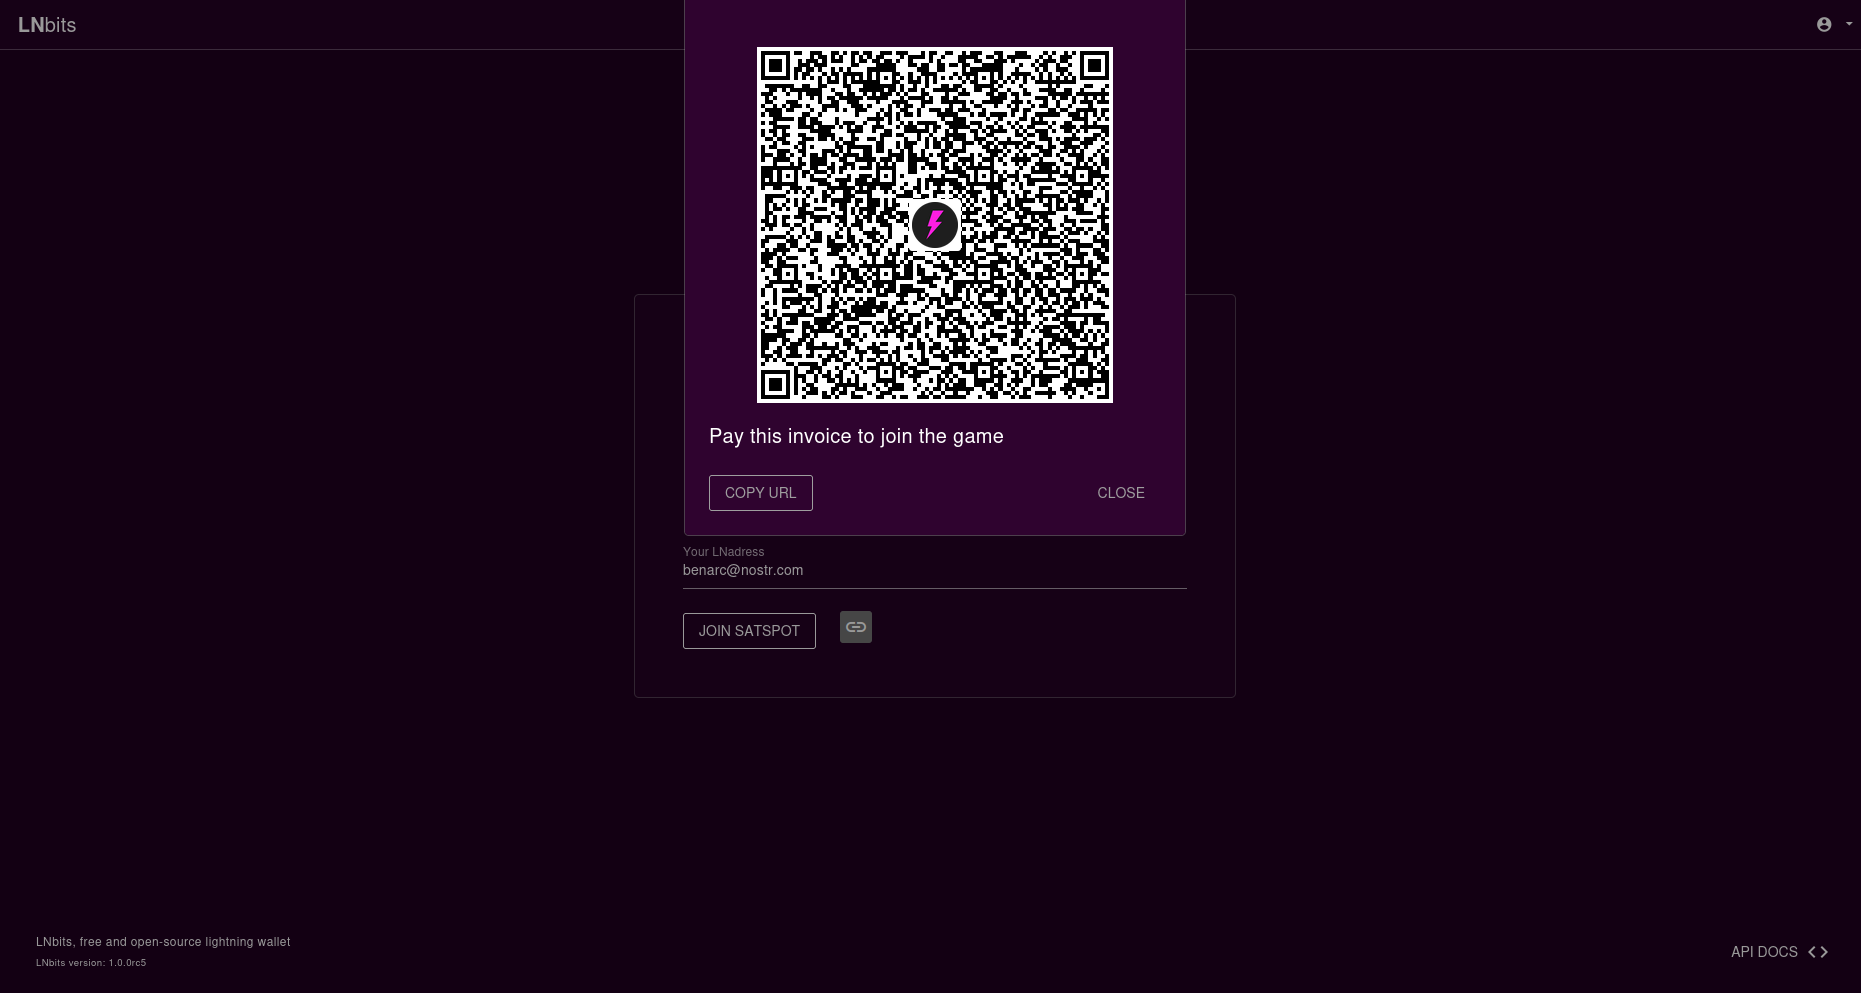 LNbits
Pay this invoice to join the game
COPY URL
CLOSE
Your LNadress
benarc@nostr.com
JOIN SATSPOT
LNbits, free and open-source lightning wallet
LNbits version: 1.0.0rc5
API DOCS